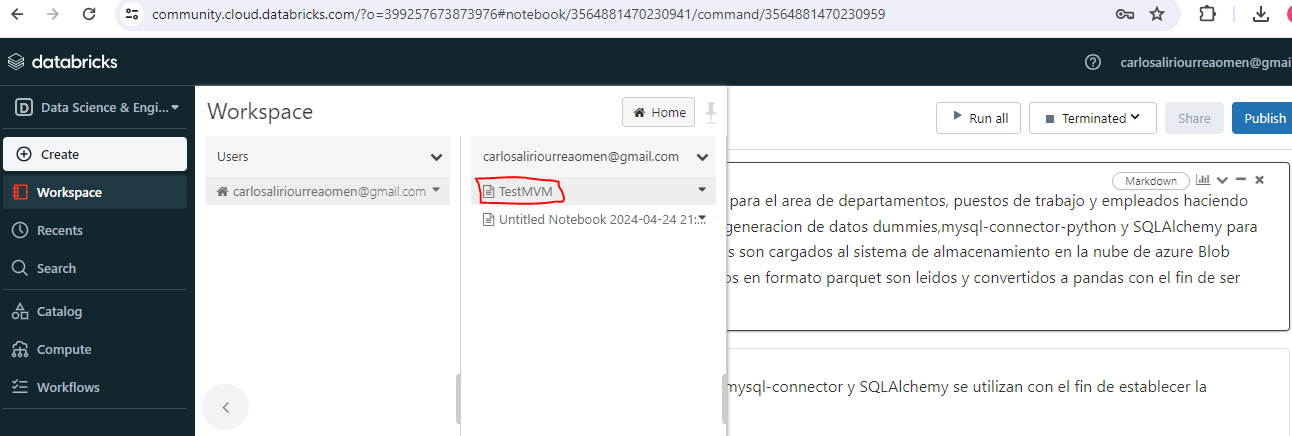 community.cloud.databricks.com/?o=399257673873976#notebook/3564881470230941/command/3564881470230959
databricks
carlosaliriourreaomen@gmai
D Data Science & Engi...
Workspace
Home
Run all
Terminated
Share
Publish
Create
Users
carlosaliriourreaomen@gmail.com
Markdown
Workspace
carlosaliriourreaomen@gmail.com
TestMVM
para el area de departamentos, puestos de trabajo y empleados haciendo
Recents
Untitled Notebook 2024-04-24 21:...
generacion de datos dummies,mysql-connector-python y SQLAlchemy para
Search
s son cargados al sistema de almacenamiento en la nube de azure Blob
os en formato parquet son leidos y convertidos a pandas con el fin de ser
Catalog
Compute
Workflows
mysql-connector y SQLAlchemy se utilizan con el fin de establecer la